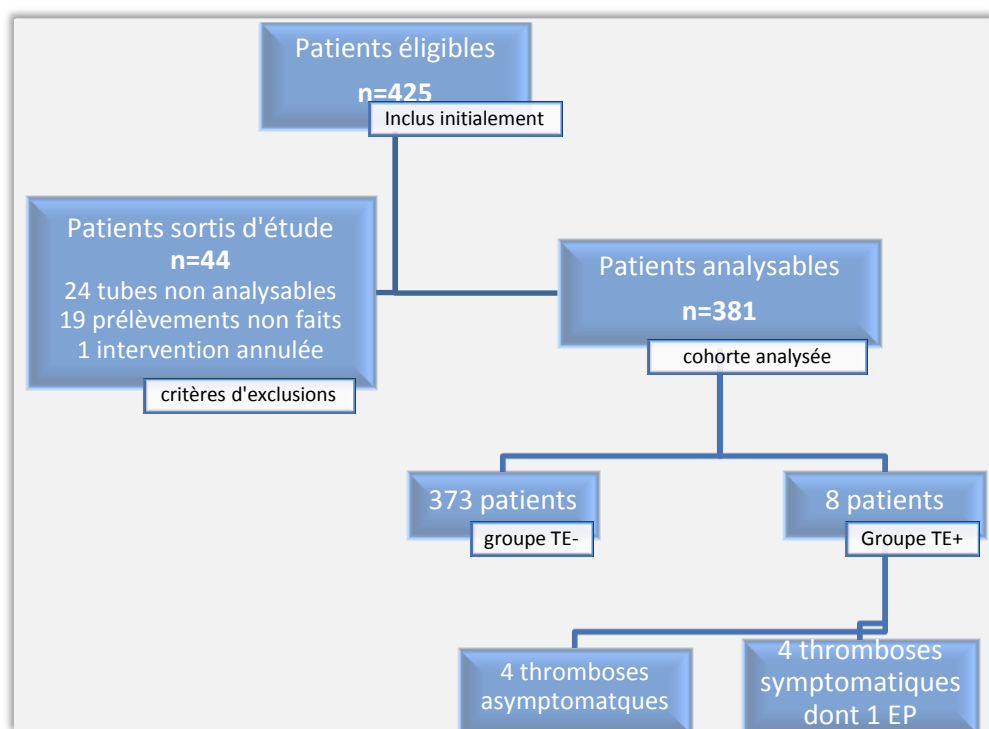 Patients éligibles
n=425
Inclus initialement
Patients sortis d'étude
n=44
24 tubes non analysables
19 prélèvements non faits
1 intervention annulée
critères d'exclusions
Patients analysables
n=381
cohorte analysée
373 patients
groupe TE-
8 patients
Groupe TE+
4 thromboses
asymptomatques
4 thromboses
symptomatiques
dont 1 EP